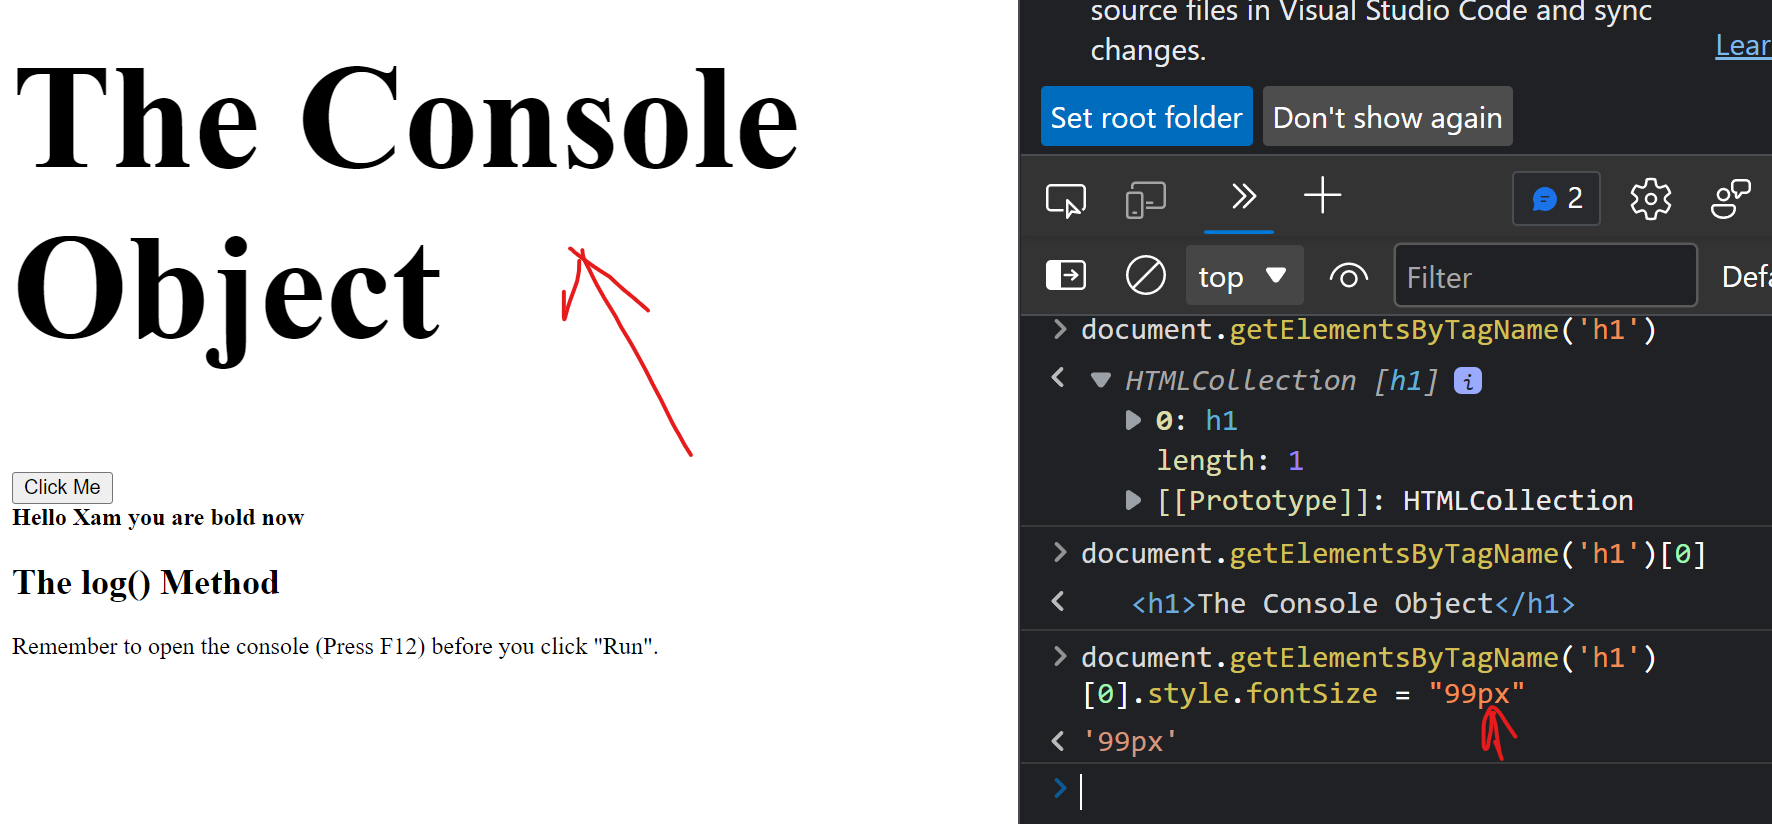 The Console
Object
Click Me
Hello Xam you are bold now
The log() Method
Remember to open the console (Press F12) before you click "Run".
source files in Visual Studio Code and sync
changes.
Lear
Set root folder
Don't show again
2
top
Filter
Defa
> document.getElementsByTagName('h1')
< HTMLCollection [h1] i
0: h1
length: 1
[[Prototype]]: HTMLCollection
> document.getElementsByTagName('h1')[0]
< <h1>The Console Object</h1>
> document.getElementsByTagName('h1')
[0].style.fontSize = "99px"
< '99px'
>